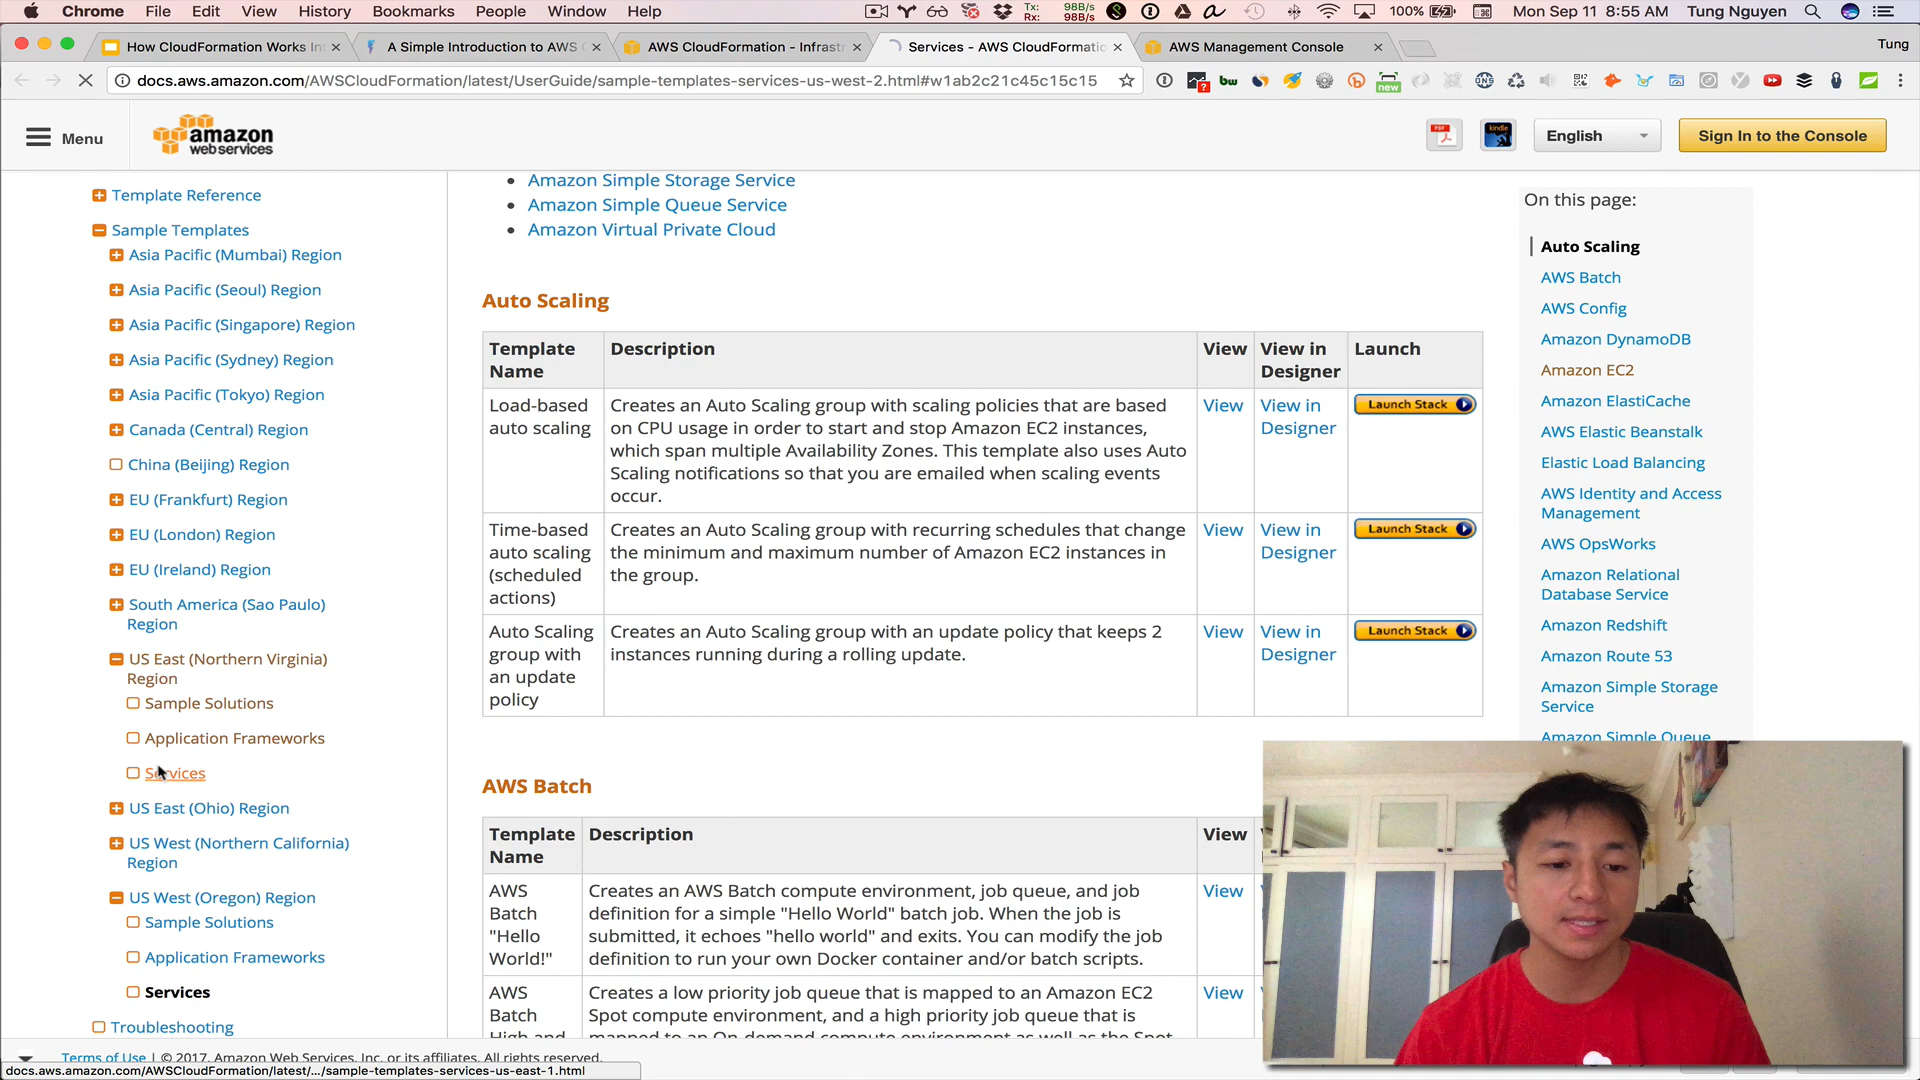 Chrome File Edit View History Bookmarks People Window Help Tx: 98B/s Rx: 98B/s 100% Mon Sep 11 8:55 AM Tung Nguyen
How CloudFormation Works In
A Simple Introduction to AWS
AWS CloudFormation - Infrastr
Services - AWS CloudFormatio
AWS Management Console
Tung
docs.aws.amazon.com/AWSCloudFormation/latest/UserGuide/sample-templates-services-us-west-2.html#w1ab2c21c45c15c15
Menu
amazon
web services
English
Sign In to the Console
Template Reference
Sample Templates
Asia Pacific (Mumbai) Region
Asia Pacific (Seoul) Region
Asia Pacific (Singapore) Region
Asia Pacific (Sydney) Region
Asia Pacific (Tokyo) Region
Canada (Central) Region
China (Beijing) Region
EU (Frankfurt) Region
EU (London) Region
EU (Ireland) Region
South America (Sao Paulo)
Region
US East (Northern Virginia)
Region
Sample Solutions
Application Frameworks
Services
US East (Ohio) Region
US West (Northern California)
Region
US West (Oregon) Region
Sample Solutions
Application Frameworks
Services
Troubleshooting
Amazon Simple Storage Service
Amazon Simple Queue Service
Amazon Virtual Private Cloud
Auto Scaling
Template Name Description View View in Designer Launch
Load-based auto scaling
Creates an Auto Scaling group with scaling policies that are based
on CPU usage in order to start and stop Amazon EC2 instances,
which span multiple Availability Zones. This template also uses Auto
Scaling notifications so that you are emailed when scaling events
occur.
View View in Designer Launch Stack
Time-based auto scaling (scheduled actions)
Creates an Auto Scaling group with recurring schedules that change
the minimum and maximum number of Amazon EC2 instances in
the group.
View View in Designer Launch Stack
Auto Scaling group with an update policy
Creates an Auto Scaling group with an update policy that keeps 2
instances running during a rolling update.
View View in Designer Launch Stack
AWS Batch
Template Name Description View
AWS Batch "Hello World!"
Creates an AWS Batch compute environment, job queue, and job
definition for a simple "Hello World" batch job. When the job is
submitted, it echoes "hello world" and exits. You can modify the job
definition to run your own Docker container and/or batch scripts.
View
AWS Batch High and
Creates a low priority job queue that is mapped to an Amazon EC2
Spot compute environment, and a high priority job queue that is
mapped to an On-demand compute environment as well as the Spot
View
On this page:
Auto Scaling
AWS Batch
AWS Config
Amazon DynamoDB
Amazon EC2
Amazon ElastiCache
AWS Elastic Beanstalk
Elastic Load Balancing
AWS Identity and Access
Management
AWS OpsWorks
Amazon Relational
Database Service
Amazon Redshift
Amazon Route 53
Amazon Simple Storage
Service
Amazon Simple Queue
Terms of Use | © 2017, Amazon Web Services, Inc. or its affiliates. All rights reserved.
docs.aws.amazon.com/AWSCloudFormation/latest/.../sample-templates-services-us-east-1.html